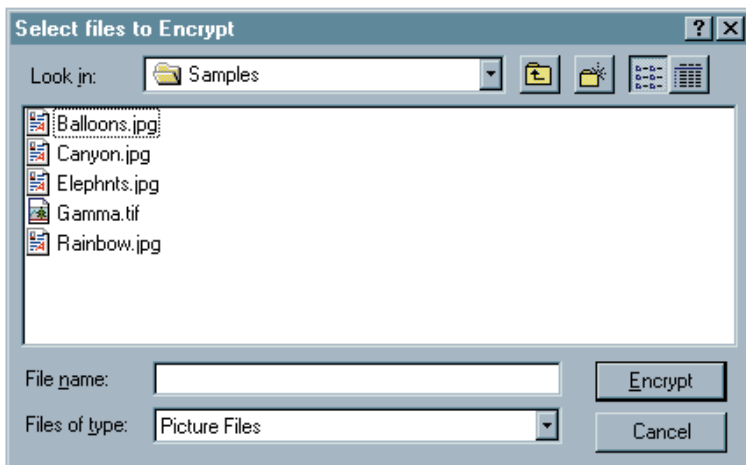 Select files to Encrypt
Look in: Samples
Balloons.jpg
Canyon.jpg
Elephnts.jpg
Gamma.tif
Rainbow.jpg
File name: Encrypt
Files of type: Picture Files Cancel